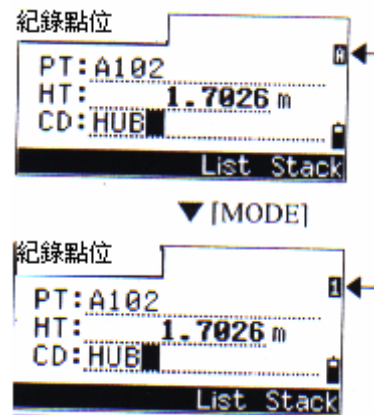 紀錄點位
A
PT:A102
HT: 1.7026 m
CD:HUB
List Stack
▼ [MODE]
紀錄點位
1
PT:A102
HT: 1.7026 m
CD:HUB
List Stack